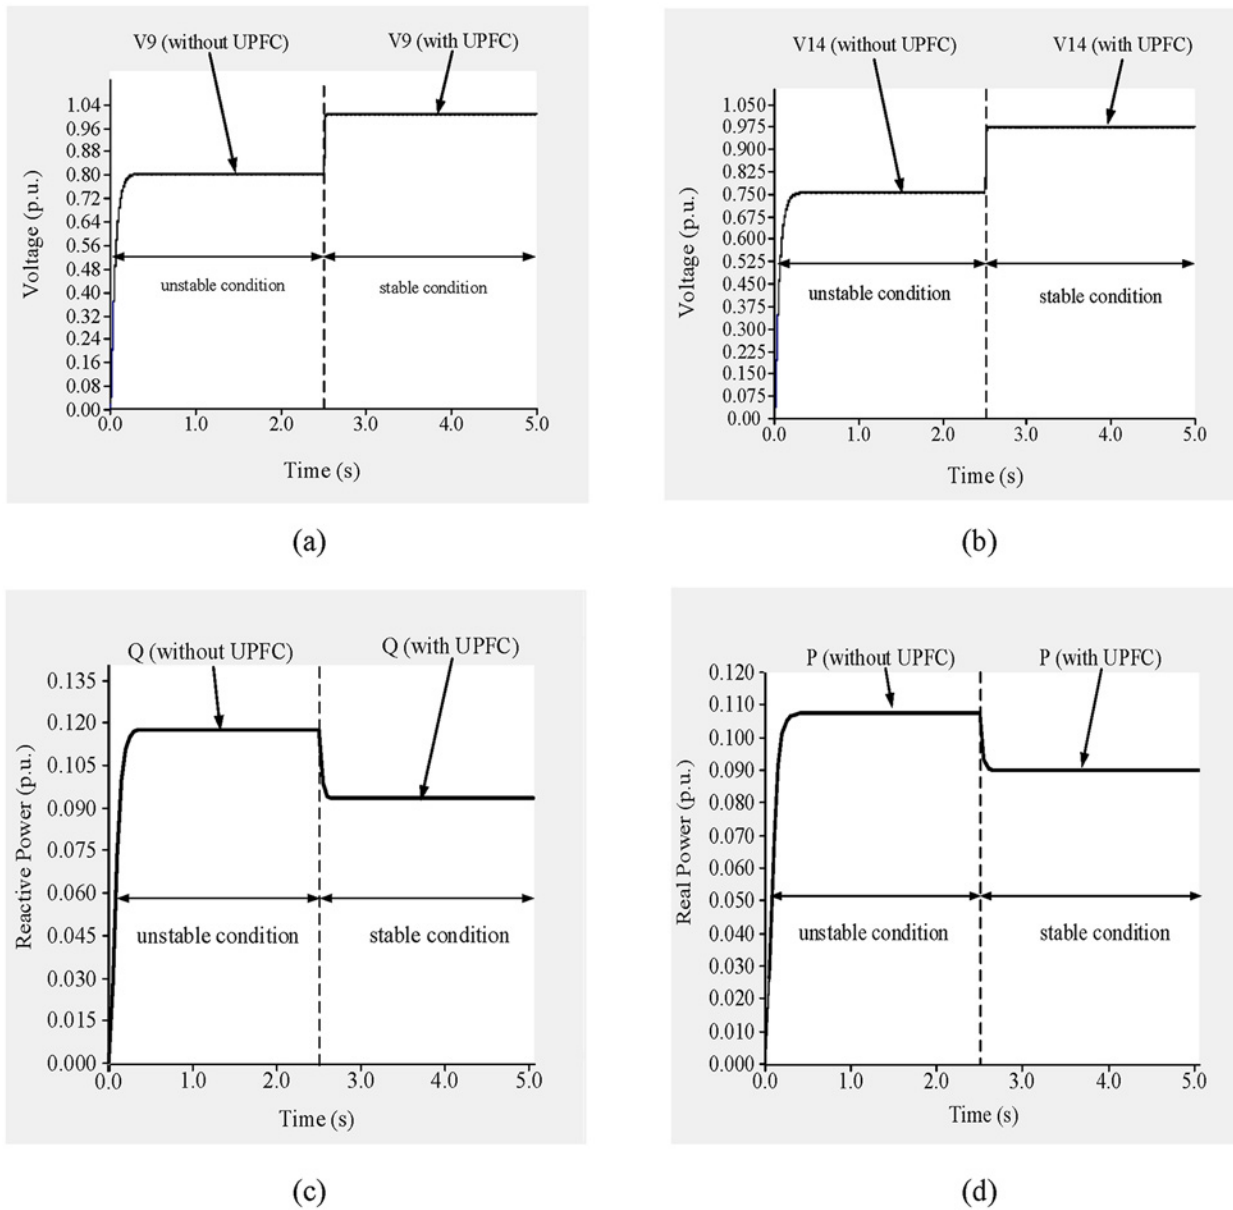 V9 (without UPFC)
V9 (with UPFC)
Voltage (p.u.)
1.04
0.96
0.88
0.80
0.72
0.64
0.56
0.48
0.40
0.32
0.24
0.16
0.08
0.00
unstable condition
stable condition
0.0 1.0 2.0 3.0 4.0 5.0
Time (s)
(a)
V14 (without UPFC)
V14 (with UPFC)
Voltage (p.u.)
1.050
0.975
0.900
0.825
0.750
0.675
0.600
0.525
0.450
0.375
0.300
0.225
0.150
0.075
0.00
unstable condition
stable condition
0.0 1.0 2.0 3.0 4.0 5.0
Time (s)
(b)
Q (without UPFC)
Q (with UPFC)
Reactive Power (p.u.)
0.135
0.120
0.105
0.090
0.075
0.060
0.045
0.030
0.015
0.000
unstable condition
stable condition
0.0 1.0 2.0 3.0 4.0 5.0
Time (s)
(c)
P (without UPFC)
P (with UPFC)
Real Power (p.u.)
0.120
0.110
0.100
0.090
0.080
0.070
0.060
0.050
0.040
0.030
0.020
0.010
0.000
unstable condition
stable condition
0.0 1.0 2.0 3.0 4.0 5.0
Time (s)
(d)